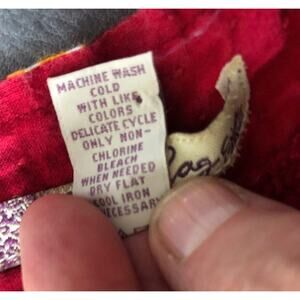 MACHINE WASH
COLD
WITH LIKE
COLORS
DELICATE CYCLE
ONLY NON-
CHLORINE
BLEACH
WHEN NEEDED
DRY FLAT
COOL IRON
NECESSARY